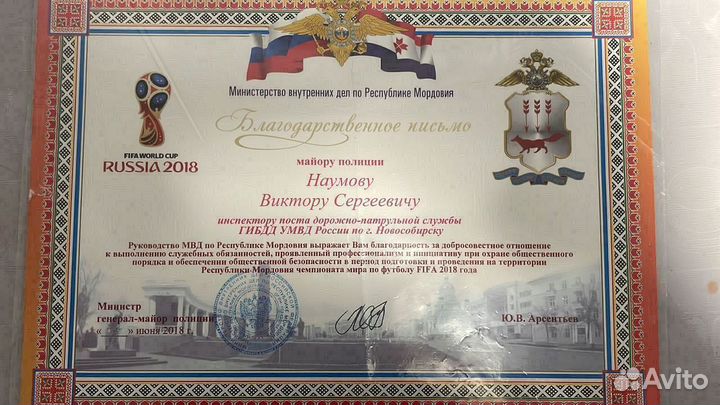 Министерство внутренних дел по Республике Мордовия
Благодарственное письмо
FIFA WORLD CUP
RUSSIA 2018
майору полиции
Наумову
Виктору Сергеевичу
инспектору поста дорожно-патрульной службы
ГИБДД УМВД России по г. Новосибирску
Руководство МВД по Республике Мордовия выражает Вам благодарность за добросовестное отношение
к выполнению служебных обязанностей, проявленный профессионализм и инициативу при охране общественного
порядка и обеспечении общественной безопасности в период подготовки и проведения на территории
Республики Мордовия чемпионата мира по футболу FIFA 2018 года
Министр
генерал-майор полиции
« » июня 2018 г.
Ю.В. Арсентьев
Avito